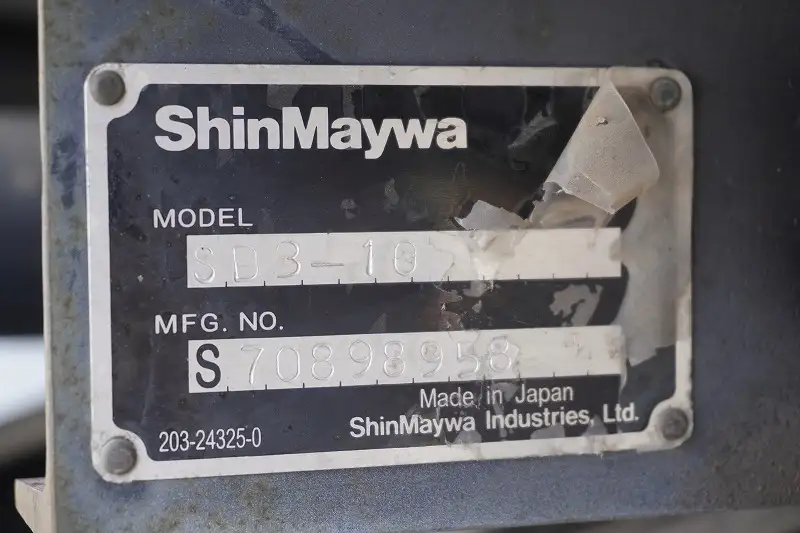 ShinMaywa
MODEL
SD3-10
MFG. NO.
S 70898958
Made in Japan
ShinMaywa Industries, Ltd.
203-24325-0